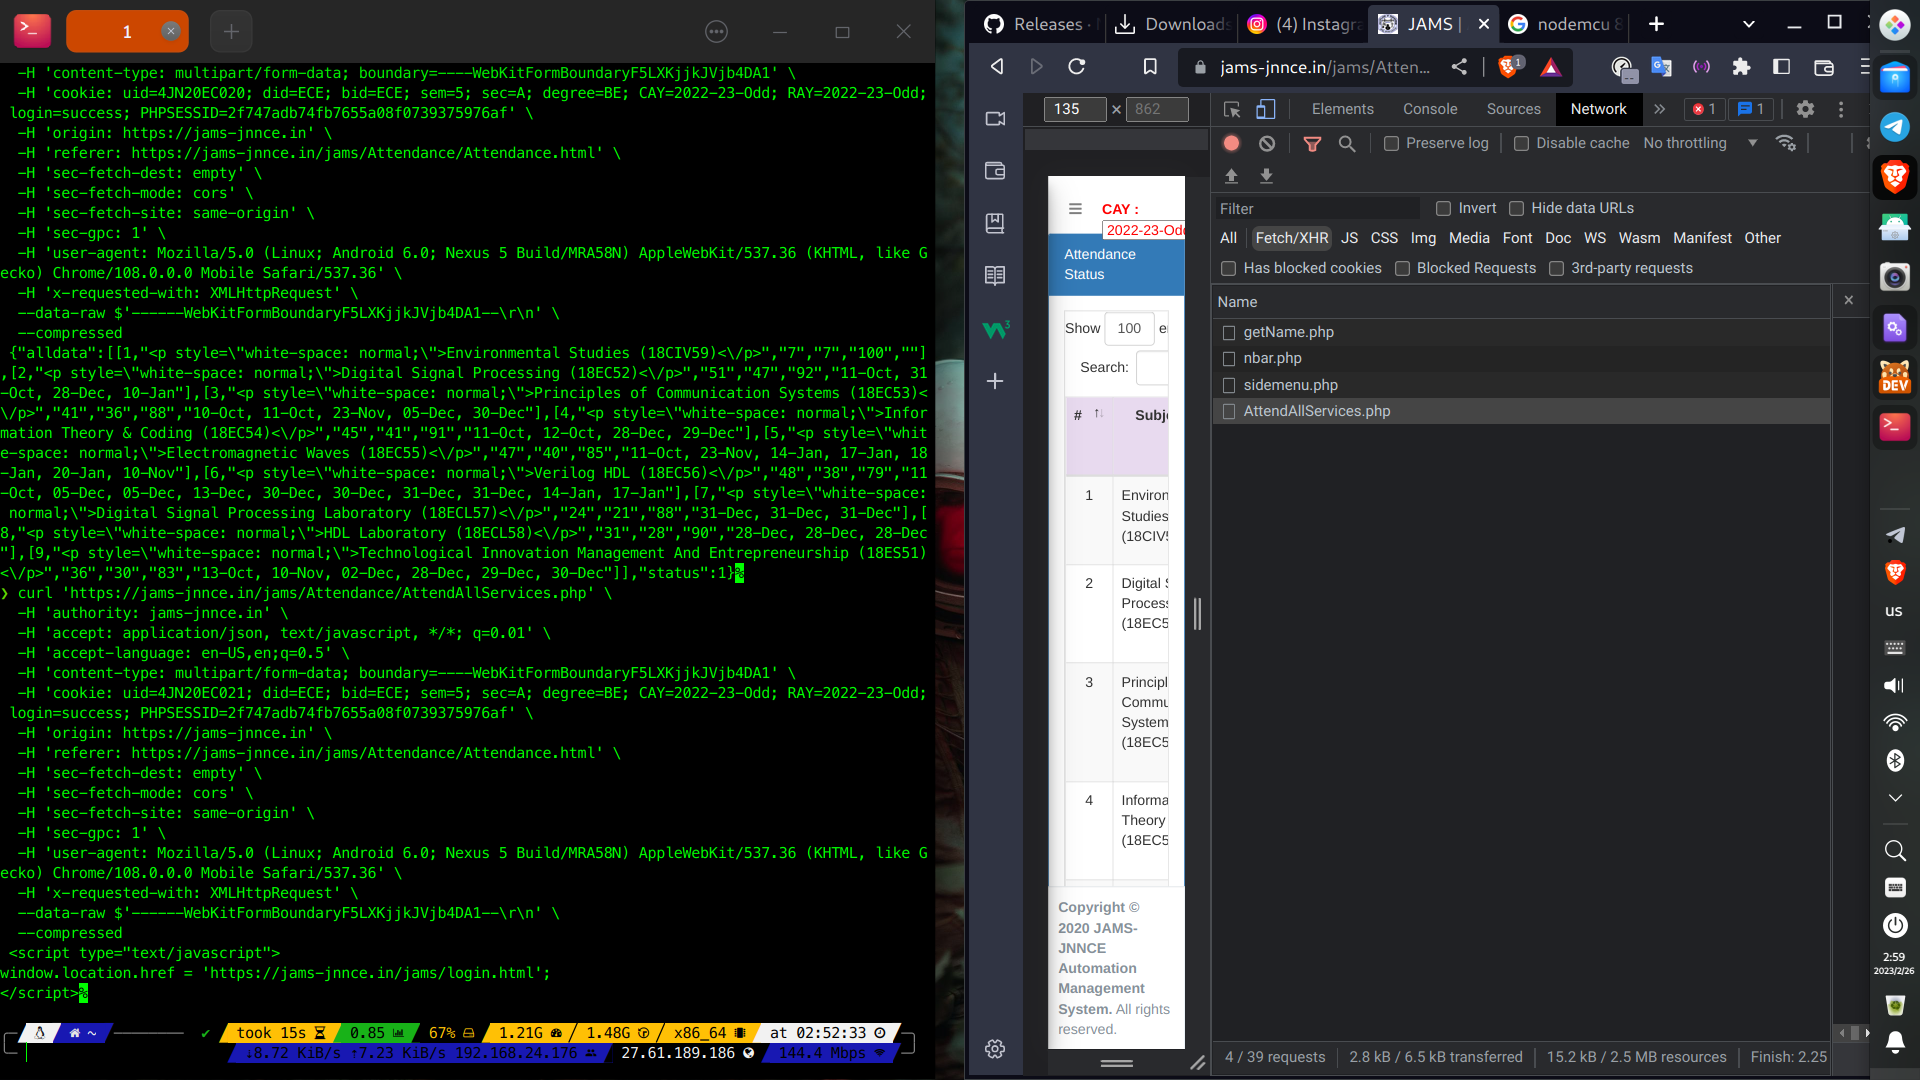 1
-H 'content-type: multipart/form-data; boundary=----WebKitFormBoundaryF5LXKjjkJVjb4DA1' \
-H 'cookie: uid=4JN20EC020; did=ECE; bid=ECE; sem=5; sec=A; degree=BE; CAY=2022-23-Odd; RAY=2022-23-Odd;
login=success; PHPSESSID=2f747adb74fb7655a08f0739375976af' \
-H 'origin: https://jams-jnnce.in' \
-H 'referer: https://jams-jnnce.in/jams/Attendance/Attendance.html' \
-H 'sec-fetch-dest: empty' \
-H 'sec-fetch-mode: cors' \
-H 'sec-fetch-site: same-origin' \
-H 'sec-gpc: 1' \
-H 'user-agent: Mozilla/5.0 (Linux; Android 6.0; Nexus 5 Build/MRA58N) AppleWebKit/537.36 (KHTML, like G
ecko) Chrome/108.0.0.0 Mobile Safari/537.36' \
-H 'x-requested-with: XMLHttpRequest' \
--data-raw $'------WebKitFormBoundaryF5LXKjjkJVjb4DA1--\r\n' \
--compressed
{"alldata":[[1,"<p style=\"white-space: normal;\">Environmental Studies (18CIV59)<\/p>","7","7","100",""]
,[2,"<p style=\"white-space: normal;\">Digital Signal Processing (18EC52)<\/p>","51","47","92","11-Oct, 31
-Oct, 28-Dec, 10-Jan"],[3,"<p style=\"white-space: normal;\">Principles of Communication Systems (18EC53)<
\/p>","41","36","88","10-Oct, 11-Oct, 23-Nov, 05-Dec, 30-Dec"],[4,"<p style=\"white-space: normal;\">Infor
mation Theory & Coding (18EC54)<\/p>","45","41","91","11-Oct, 12-Oct, 28-Dec, 29-Dec"],[5,"<p style=\"whit
e-space: normal;\">Electromagnetic Waves (18EC55)<\/p>","47","40","85","11-Oct, 23-Nov, 14-Jan, 17-Jan, 18
-Jan, 20-Jan, 10-Nov"],[6,"<p style=\"white-space: normal;\">Verilog HDL (18EC56)<\/p>","48","38","79","11
-Oct, 05-Dec, 05-Dec, 13-Dec, 30-Dec, 30-Dec, 31-Dec, 31-Dec, 14-Jan, 17-Jan"],[7,"<p style=\"white-space:
normal;\">Digital Signal Processing Laboratory (18ECL57)<\/p>","24","21","88","31-Dec, 31-Dec, 31-Dec"],[
8,"<p style=\"white-space: normal;\">HDL Laboratory (18ECL58)<\/p>","31","28","90","28-Dec, 28-Dec, 28-Dec
"],[9,"<p style=\"white-space: normal;\">Technological Innovation Management And Entrepreneurship (18ES51)
<\/p>","36","30","83","13-Oct, 10-Nov, 02-Dec, 28-Dec, 29-Dec, 30-Dec"]],"status":1}%
❯ curl 'https://jams-jnnce.in/jams/Attendance/AttendAllServices.php' \
-H 'authority: jams-jnnce.in' \
-H 'accept: application/json, text/javascript, */*; q=0.01' \
-H 'accept-language: en-US,en;q=0.5' \
-H 'content-type: multipart/form-data; boundary=----WebKitFormBoundaryF5LXKjjkJVjb4DA1' \
-H 'cookie: uid=4JN20EC021; did=ECE; bid=ECE; sem=5; sec=A; degree=BE; CAY=2022-23-Odd; RAY=2022-23-Odd;
login=success; PHPSESSID=2f747adb74fb7655a08f0739375976af' \
-H 'origin: https://jams-jnnce.in' \
-H 'referer: https://jams-jnnce.in/jams/Attendance/Attendance.html' \
-H 'sec-fetch-dest: empty' \
-H 'sec-fetch-mode: cors' \
-H 'sec-fetch-site: same-origin' \
-H 'sec-gpc: 1' \
-H 'user-agent: Mozilla/5.0 (Linux; Android 6.0; Nexus 5 Build/MRA58N) AppleWebKit/537.36 (KHTML, like G
ecko) Chrome/108.0.0.0 Mobile Safari/537.36' \
-H 'x-requested-with: XMLHttpRequest' \
--data-raw $'------WebKitFormBoundaryF5LXKjjkJVjb4DA1--\r\n' \
--compressed
<script type="text/javascript">
window.location.href = 'https://jams-jnnce.in/jams/login.html';
</script>%
~ ✔ took 15s 0.85 67% 1.21G 1.48G x86_64 at 02:52:33
↓8.72 KiB/s ↑7.23 KiB/s 192.168.24.176 27.61.189.186 144.4 Mbps
Releases · Downloads (4) Instagra JAMS | nodemcu 8
jams-jnnce.in/jams/Atten... 1
135 × 862
Elements Console Sources Network » 1 1
Preserve log Disable cache No throttling
Filter Invert Hide data URLs
All Fetch/XHR JS CSS Img Media Font Doc WS Wasm Manifest Other
Has blocked cookies Blocked Requests 3rd-party requests
Name
getName.php
nbar.php
sidemenu.php
AttendAllServices.php
4 / 39 requests 2.8 kB / 6.5 kB transferred 15.2 kB / 2.5 MB resources Finish: 2.25
CAY :
2022-23-Odd
Attendance
Status
Show 100 e
Search:
# Subj
1 Environ
Studies
(18CIV5
2 Digital S
Process
(18EC5
3 Principl
Commu
System
(18EC5
4 Informa
Theory
(18EC5
Copyright ©
2020 JAMS-
JNNCE
Automation
Management
System. All rights
reserved.
DEV
us
2:59
2023/2/26